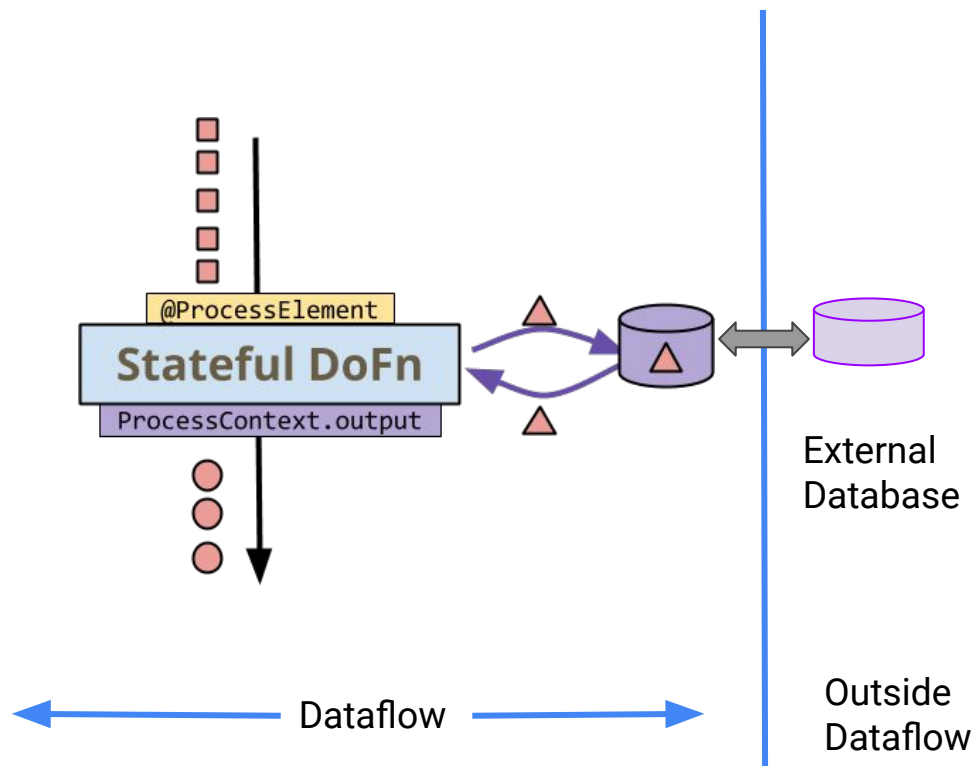 @ProcessElement
Stateful DoFn
ProcessContext.output
External
Database
Dataflow
Outside
Dataflow